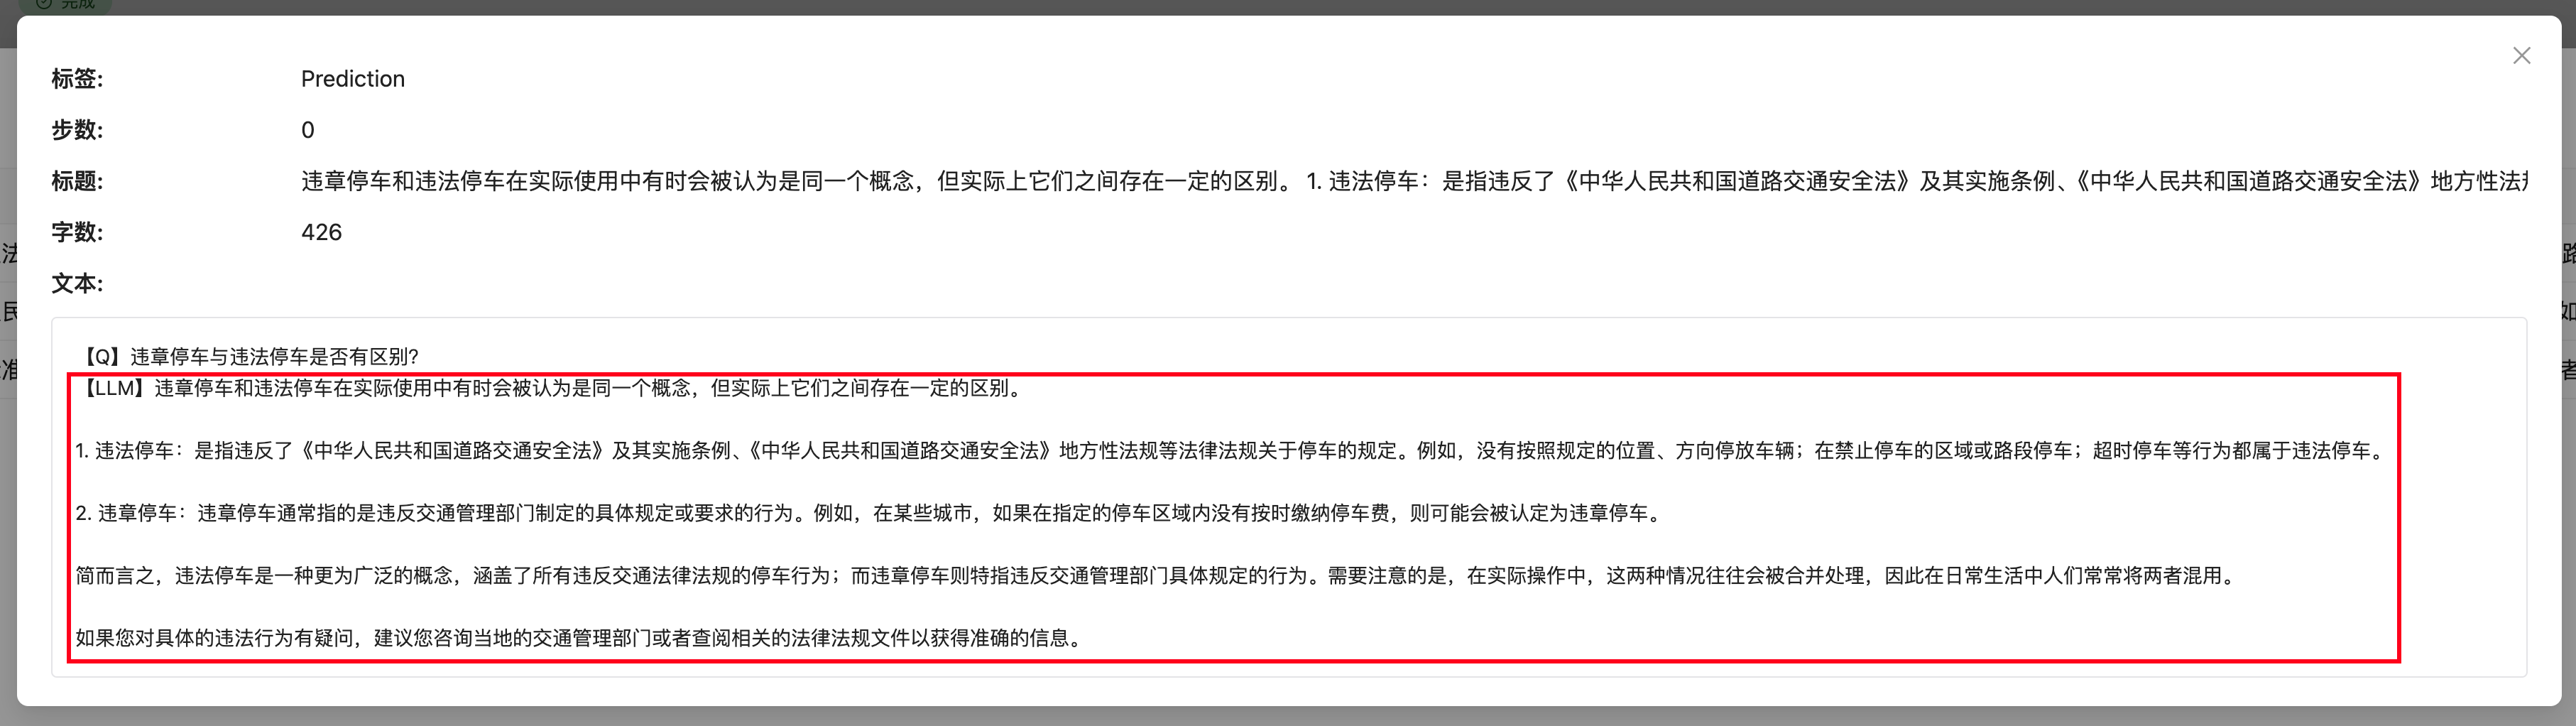 完成
标签:
Prediction
步数:
0
标题:
违章停车和违法停车在实际使用中有时会被认为是同一个概念，但实际上它们之间存在一定的区别。 1. 违法停车：是指违反了《中华人民共和国道路交通安全法》及其实施条例、《中华人民共和国道路交通安全法》地方性法
字数:
426
文本:
【Q】违章停车与违法停车是否有区别?
【LLM】违章停车和违法停车在实际使用中有时会被认为是同一个概念，但实际上它们之间存在一定的区别。
1. 违法停车：是指违反了《中华人民共和国道路交通安全法》及其实施条例、《中华人民共和国道路交通安全法》地方性法规等法律法规关于停车的规定。例如，没有按照规定的位置、方向停放车辆；在禁止停车的区域或路段停车；超时停车等行为都属于违法停车。
2. 违章停车：违章停车通常指的是违反交通管理部门制定的具体规定或要求的行为。例如，在某些城市，如果在指定的停车区域内没有按时缴纳停车费，则可能会被认定为违章停车。
简而言之，违法停车是一种更为广泛的概念，涵盖了所有违反交通法律法规的停车行为；而违章停车则特指违反交通管理部门具体规定的行为。需要注意的是，在实际操作中，这两种情况往往会被合并处理，因此在日常生活中人们常常将两者混用。
如果您对具体的违法行为有疑问，建议您咨询当地的交通管理部门或者查阅相关的法律法规文件以获得准确的信息。
法
民
准
路
如
者